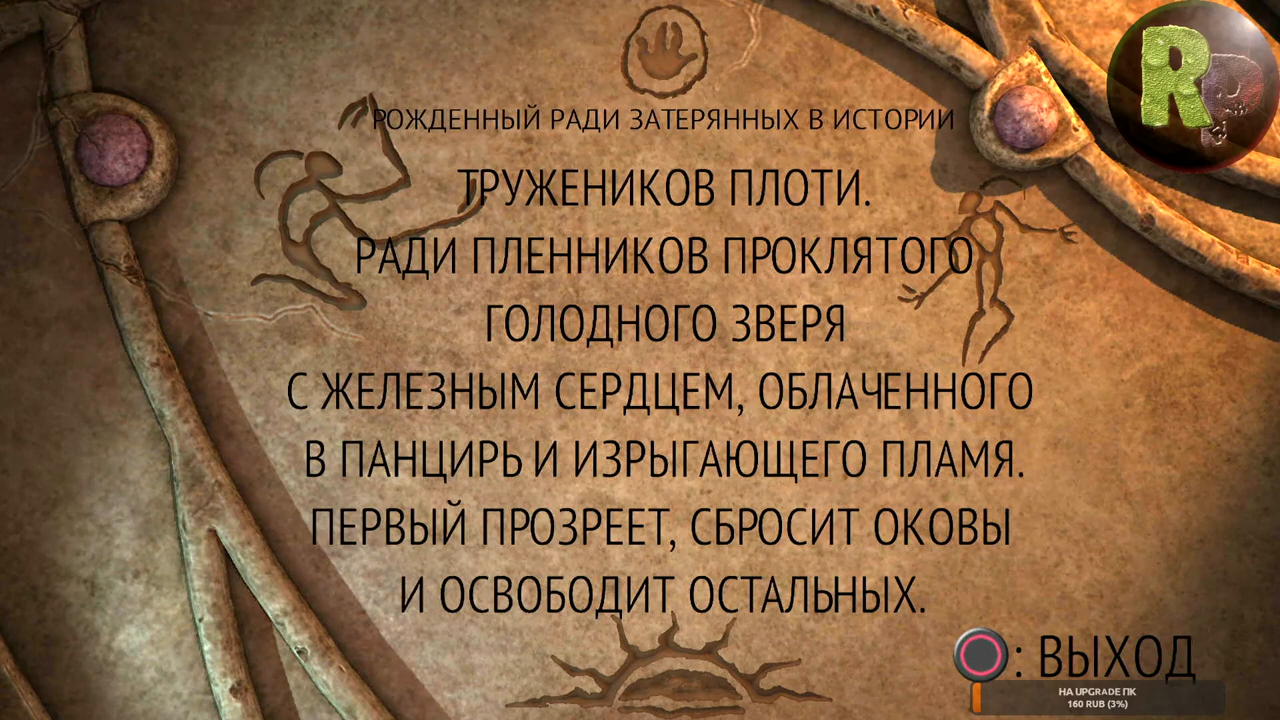 RP
РОЖДЕННЫЙ РАДИ ЗАТЕРЯННЫХ В ИСТОРИИ
ТРУЖЕНИКОВ ПЛОТИ.
РАДИ ПЛЕННИКОВ ПРОКЛЯТОГО
ГОЛОДНОГО ЗВЕРЯ
С ЖЕЛЕЗНЫМ СЕРДЦЕМ, ОБЛАЧЕННОГО
В ПАНЦИРЬ И ИЗРЫГАЮЩЕГО ПЛАМЯ.
ПЕРВЫЙ ПРОЗРЕЕТ, СБРОСИТ ОКОВЫ
И ОСВОБОДИТ ОСТАЛЬНЫХ.
: ВЫХОД
НА UPGRADE ПК
160 RUB (3%)